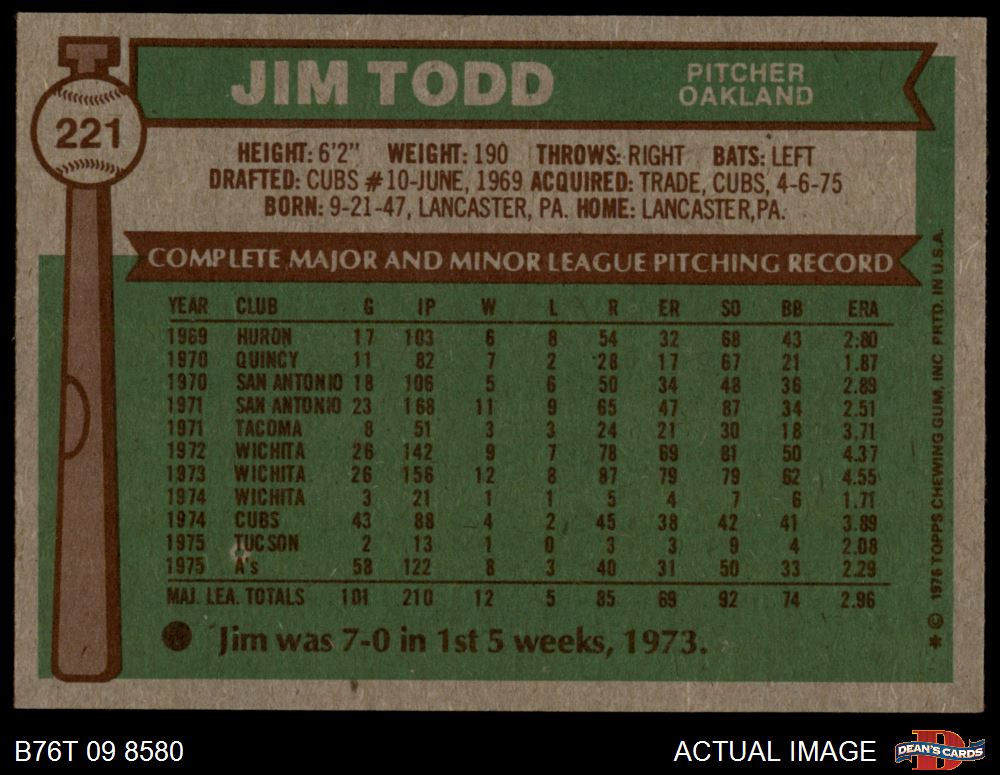 JIM TODD
PITCHER
OAKLAND
221
HEIGHT: 6'2" WEIGHT: 190 THROWS: RIGHT BATS: LEFT
DRAFTED: CUBS #10-JUNE, 1969 ACQUIRED: TRADE, CUBS, 4-6-75
BORN: 9-21-47, LANCASTER, PA. HOME: LANCASTER, PA.
COMPLETE MAJOR AND MINOR LEAGUE PITCHING RECORD
YEAR CLUB G IP W L R ER SO BB ERA
1969 HURON 17 103 6 8 54 32 68 43 2.80
1970 QUINCY 11 82 7 2 28 17 67 21 1.87
1970 SAN ANTONIO 18 106 5 6 50 34 48 36 2.89
1971 SAN ANTONIO 23 168 11 9 65 47 87 34 2.51
1971 TACOMA 8 51 3 3 24 21 30 18 3.71
1972 WICHITA 26 142 9 7 78 69 81 50 4.37
1973 WICHITA 26 156 12 8 87 79 79 62 4.55
1974 WICHITA 3 21 1 1 5 4 7 6 1.71
1974 CUBS 43 88 4 2 45 38 42 41 3.89
1975 TUCSON 2 13 1 0 3 3 9 4 2.08
1975 A's 58 122 8 3 40 31 50 33 2.29
MAJ. LEA. TOTALS 101 210 12 5 85 69 92 74 2.96
Jim was 7-0 in 1st 5 weeks, 1973.
* © 1976 TOPPS CHEWING GUM, INC PRTD. IN U.S.A.
B76T 09 8580
ACTUAL IMAGE
D
DEAN'S CARDS